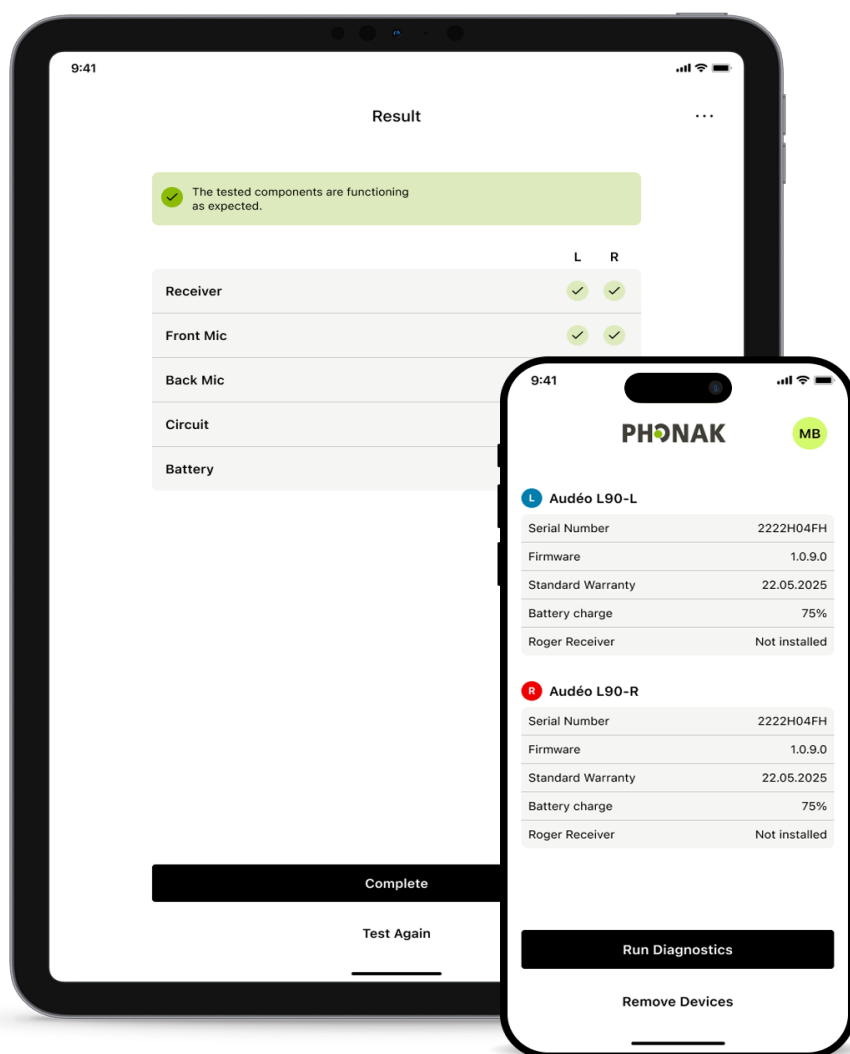 9:41
Result
...
The tested components are functioning
as expected.
L R
Receiver
Front Mic
Back Mic
Circuit
Battery
Complete
Test Again
9:41
PHONAK
MB
L Audéo L90-L
Serial Number 2222H04FH
Firmware 1.0.9.0
Standard Warranty 22.05.2025
Battery charge 75%
Roger Receiver Not installed
R Audéo L90-R
Serial Number 2222H04FH
Firmware 1.0.9.0
Standard Warranty 22.05.2025
Battery charge 75%
Roger Receiver Not installed
Run Diagnostics
Remove Devices